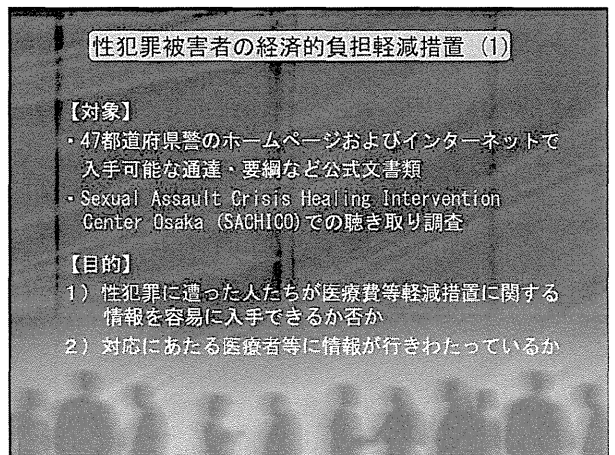 性犯罪被害者の経済的負担軽減措置 (1)
【対象】
・47都道府県警のホームページおよびインターネットで
入手可能な通達・要綱など公式文書類
・Sexual Assault Crisis Healing Intervention
Center Osaka (SACHICO)での聴き取り調査
【目的】
1) 性犯罪に遭った人たちが医療費等軽減措置に関する
情報を容易に入手できるか否か
2) 対応にあたる医療者等に情報が行きわたっているか